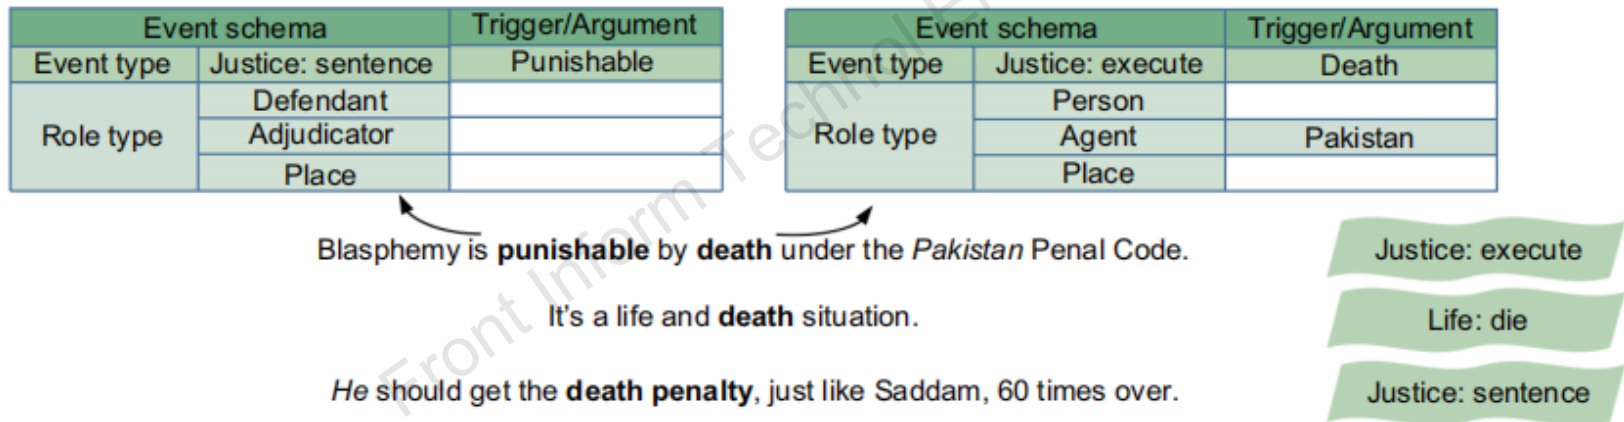 Event schema Trigger/Argument
Event type Justice: sentence Punishable
Role type
Defendant
Adjudicator
Place
Event schema Trigger/Argument
Event type Justice: execute Death
Role type
Person
Agent Pakistan
Place
Blasphemy is punishable by death under the Pakistan Penal Code.
Justice: execute
It's a life and death situation.
Life: die
He should get the death penalty, just like Saddam, 60 times over.
Justice: sentence
Front Inform Technol